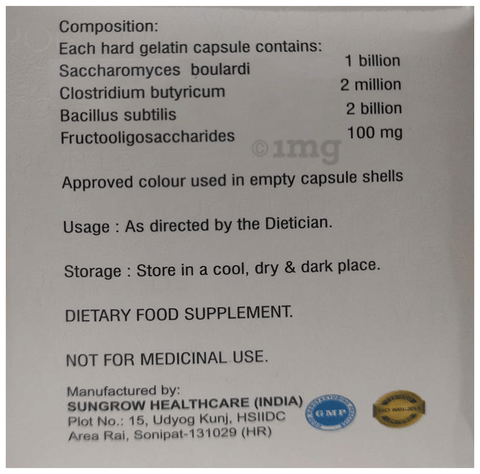 Composition:
Each hard gelatin capsule contains:
Saccharomyces boulardi 1 billion
Clostridium butyricum 2 million
Bacillus subtilis 2 billion
Fructooligosaccharides 100 mg
©1mg
Approved colour used in empty capsule shells
Usage : As directed by the Dietician.
Storage : Store in a cool, dry & dark place.
DIETARY FOOD SUPPLEMENT.
NOT FOR MEDICINAL USE.
Manufactured by:
SUNGROW HEALTHCARE (INDIA)
Plot No.: 15, Udyog Kunj, HSIIDC
Area Rai, Sonipat-131029 (HR)
GMP